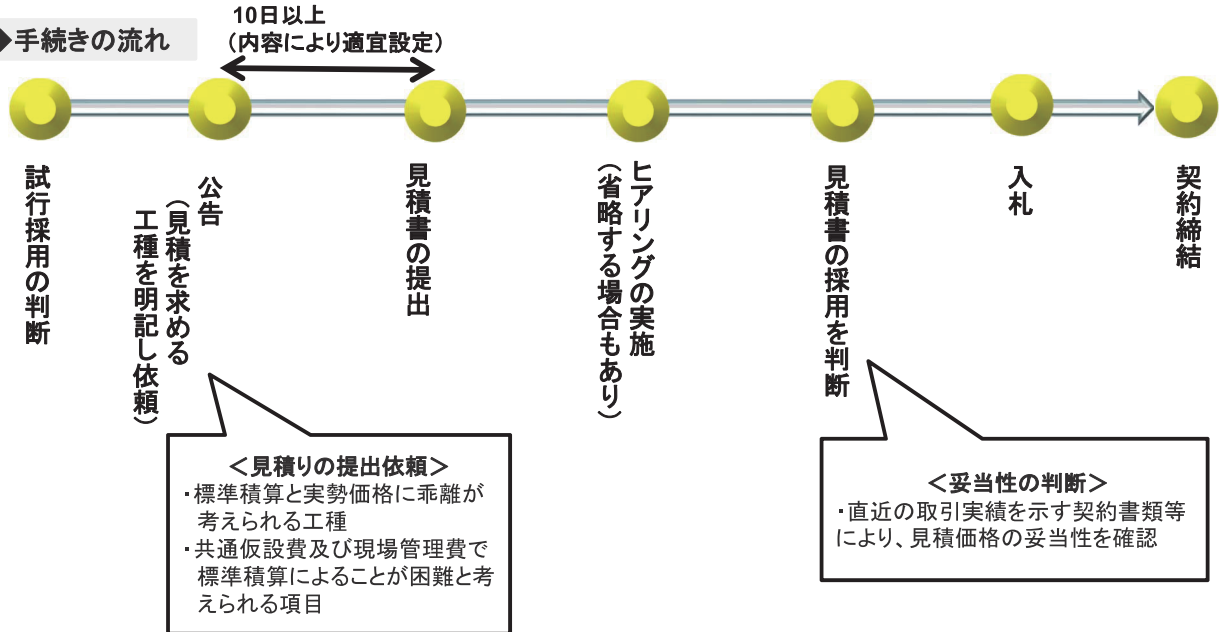 ◆手続きの流れ
10日以上
（内容により適宜設定）
試行採用の判断
公告
（見積を求める
工種を明記し依頼）
見積書の提出
ヒアリングの実施
（省略する場合もあり）
見積書の採用を判断
入札
契約締結
＜見積りの提出依頼＞
・標準積算と実勢価格に乖離が
考えられる工種
・共通仮設費及び現場管理費で
標準積算によることが困難と考
えられる項目
＜妥当性の判断＞
・直近の取引実績を示す契約書類等
により、見積価格の妥当性を確認